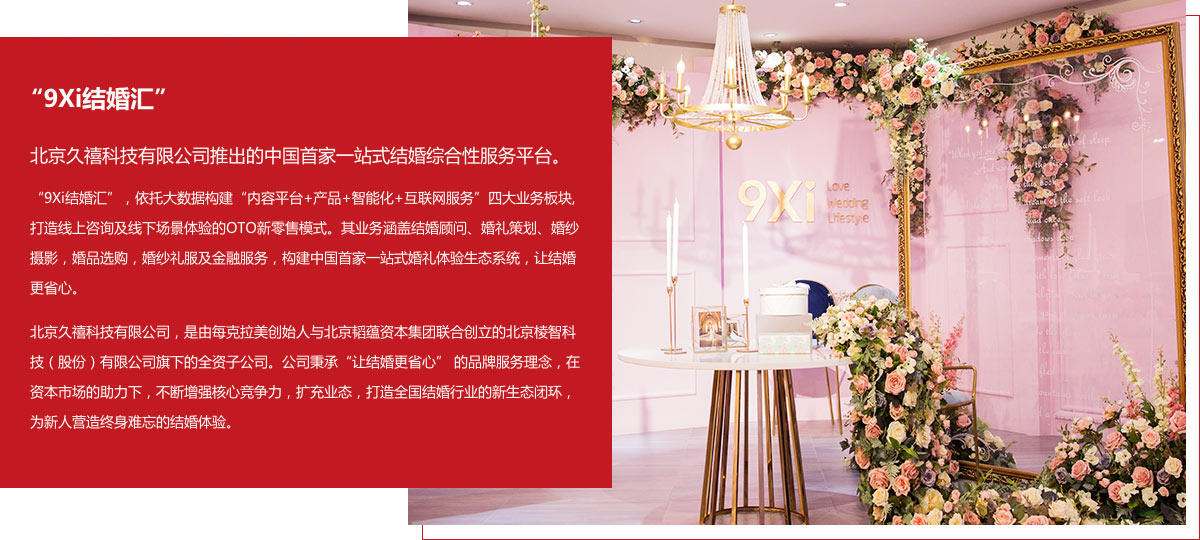 “9Xi结婚汇”
北京久禧科技有限公司推出的中国首家一站式结婚综合性服务平台。
“9Xi结婚汇”，依托大数据构建“内容平台+产品+智能化+互联网服务”四大业务板块,
打造线上咨询及线下场景体验的OTO新零售模式。其业务涵盖结婚顾问、婚礼策划、婚纱
摄影，婚品选购，婚纱礼服及金融服务，构建中国首家一站式婚礼体验生态系统，让结婚
更省心。
北京久禧科技有限公司，是由每克拉美创始人与北京韬蕴资本集团联合创立的北京棱智科
技（股份）有限公司旗下的全资子公司。公司秉承“让结婚更省心” 的品牌服务理念，在
资本市场的助力下，不断增强核心竞争力，扩充业态，打造全国结婚行业的新生态闭环，
为新人营造终身难忘的结婚体验。
9Xi
Love
Wedding
Lifestyle